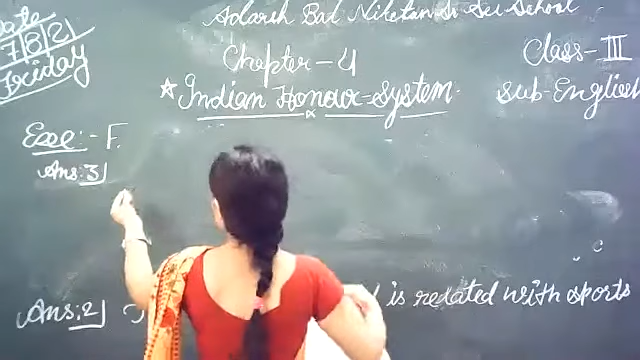 Date
7/8/21
Friday
Adarsh Bal Niketan Sr Sec School
Chapter-4
Class-III
*Indian Honour-System
Sub-English
Exe:-F.
Ans:3)
Ans:2)
is related with sports